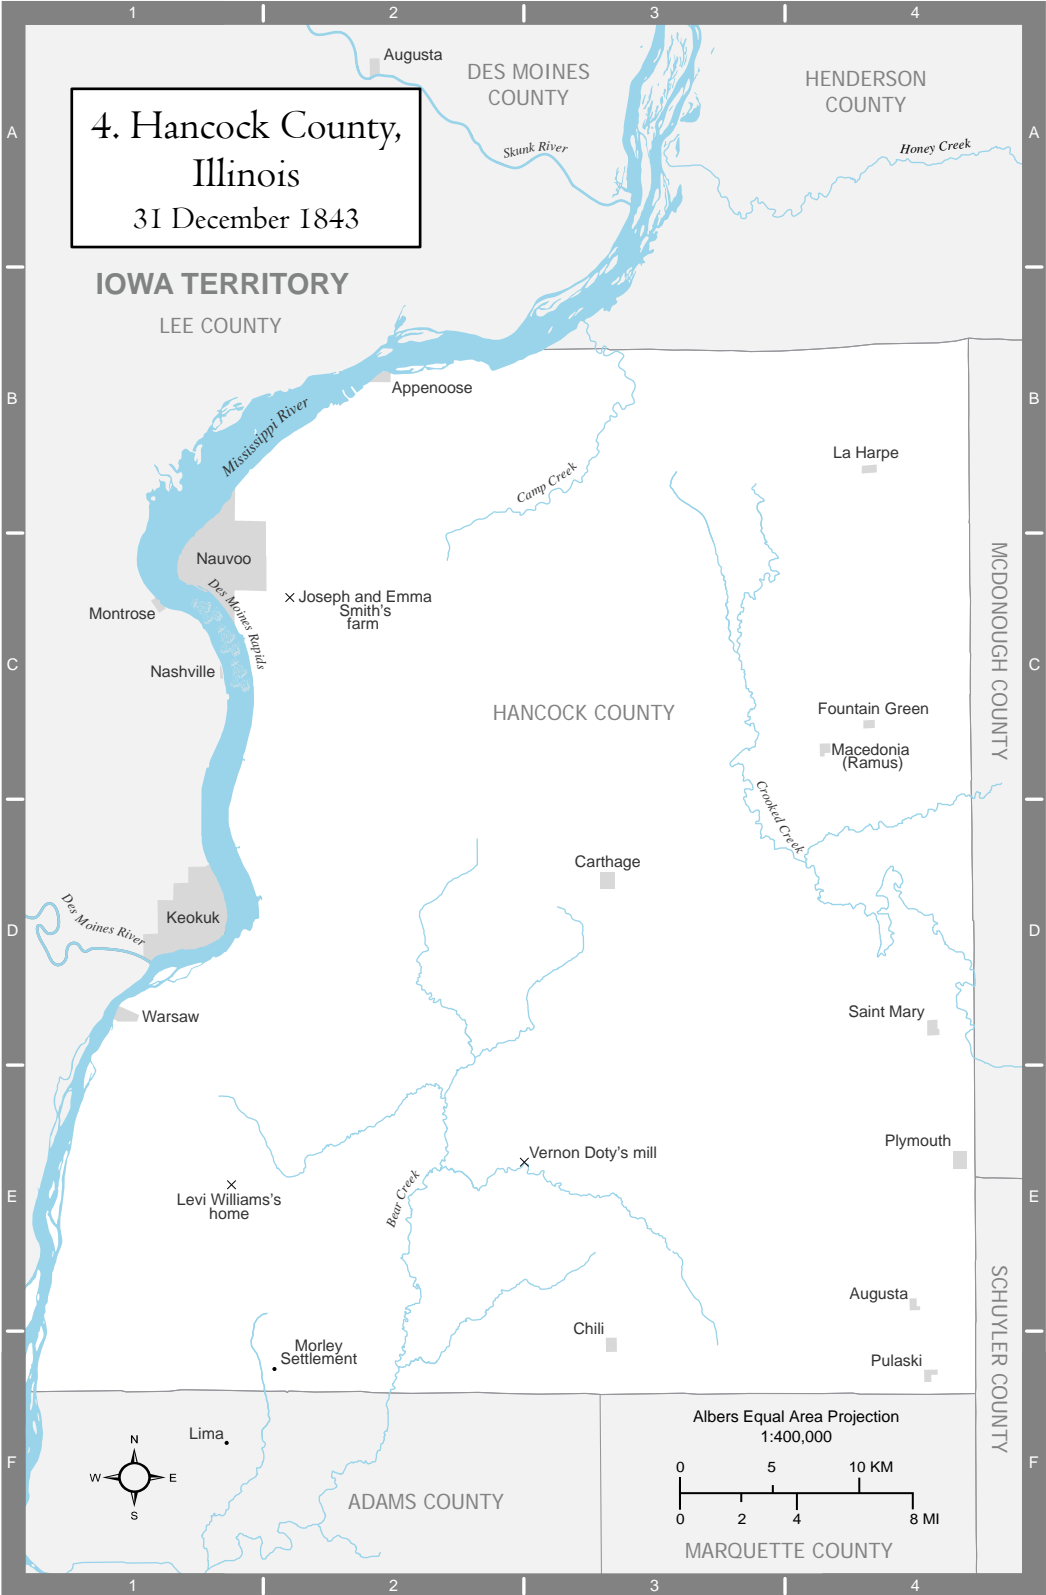 1 2 3 4
Augusta
DES MOINES
COUNTY
HENDERSON
COUNTY
4. Hancock County,
Illinois
31 December 1843
A
A
Skunk River
Honey Creek
IOWA TERRITORY
LEE COUNTY
Appenoose
B
B
Mississippi River
La Harpe
Camp Creek
Nauvoo
Des Moines Rapids
Joseph and Emma
Smith's
farm
Montrose
MCDONOUGH COUNTY
C
C
Nashville
HANCOCK COUNTY
Fountain Green
Macedonia
(Ramus)
Crooked Creek
Carthage
Des Moines River
Keokuk
D
D
Warsaw
Saint Mary
Plymouth
Vernon Doty's mill
Levi Williams's
home
Bear Creek
E
E
Augusta
SCHUYLER COUNTY
Chili
Morley
Settlement
Pulaski
Lima
Albers Equal Area Projection
1:400,000
N
W E
S
F
F
0 5 10 KM
0 2 4 8 MI
ADAMS COUNTY
MARQUETTE COUNTY
1 2 3 4